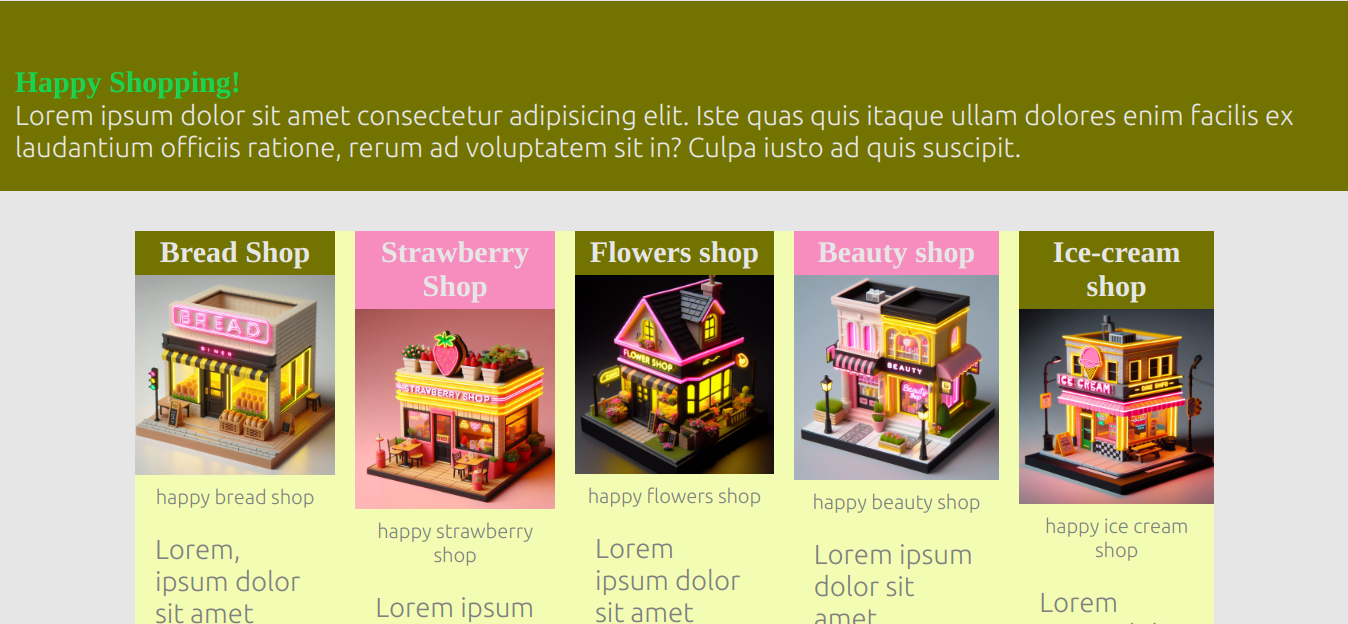 Happy Shopping!
Lorem ipsum dolor sit amet consectetur adipisicing elit. Iste quas quis itaque ullam dolores enim facilis ex
laudantium officiis ratione, rerum ad voluptatem sit in? Culpa iusto ad quis suscipit.
Bread Shop
BREAD
DINER
happy bread shop
Lorem,
ipsum dolor
sit amet
Strawberry
Shop
STRAWBERRY SHOP
happy strawberry
shop
Lorem ipsum
Flowers shop
FLOWER SHOP
happy flowers shop
Lorem
ipsum dolor
sit amet
Beauty shop
BEAUTY
Beauty
happy beauty shop
Lorem ipsum
dolor sit
amet
Ice-cream
shop
ICE CREAM
happy ice cream
shop
Lorem